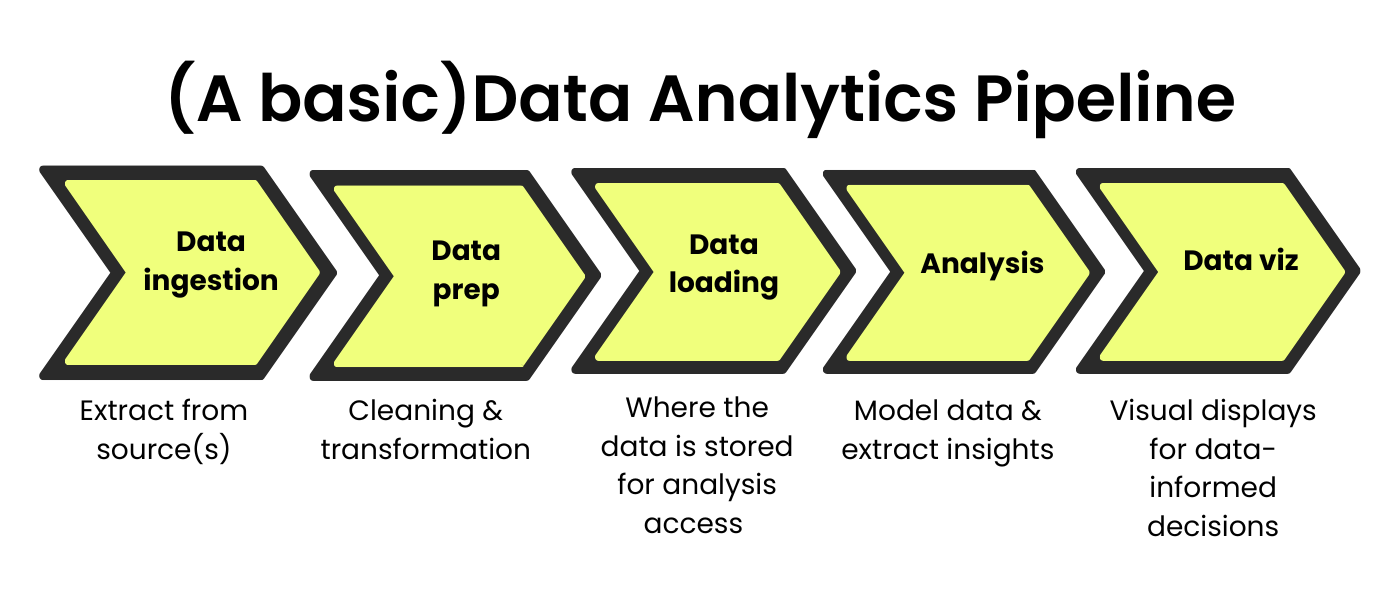 (A basic)Data Analytics Pipeline
Data
ingestion
Data
prep
Data
loading
Analysis
Data viz
Extract from
source(s)
Cleaning &
transformation
Where the
data is stored
for analysis
access
Model data &
extract insights
Visual displays
for data-
informed
decisions